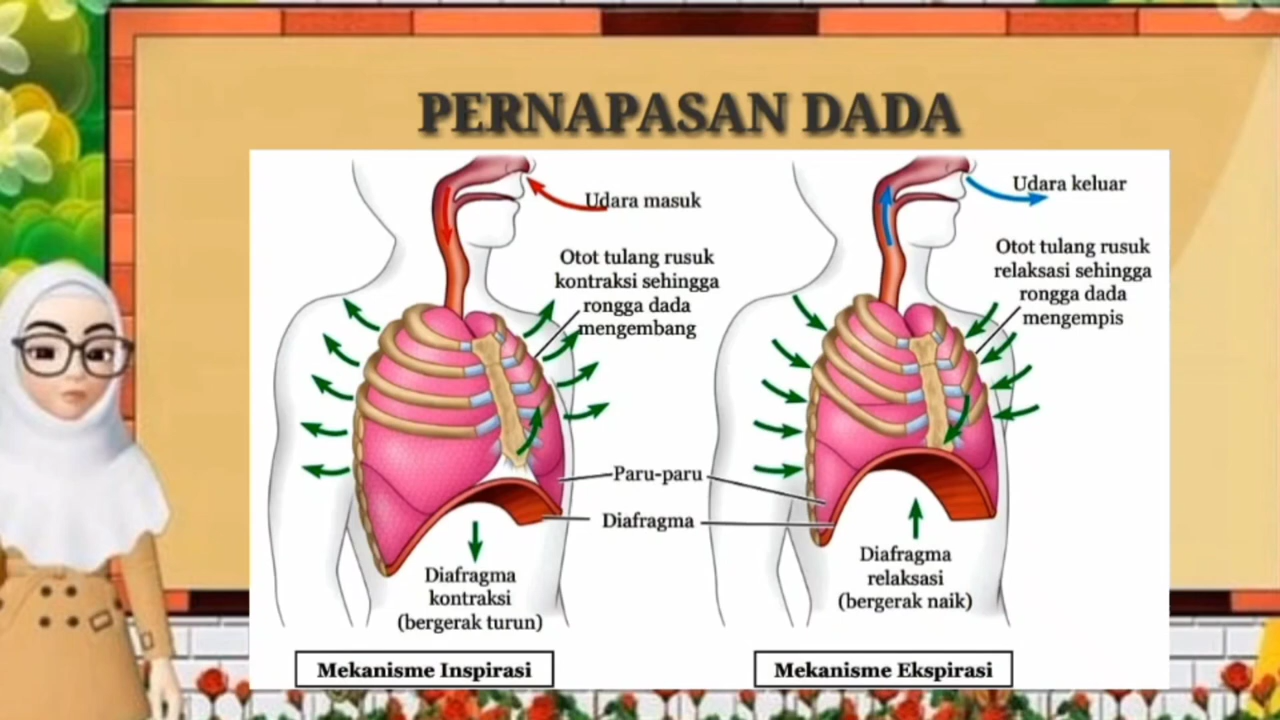 PERNAPASAN DADA
Udara masuk
Otot tulang rusuk
kontraksi sehingga
rongga dada
mengembang
Udara keluar
Otot tulang rusuk
relaksasi sehingga
rongga dada
mengempis
Paru-paru
Diafragma
Diafragma
kontraksi
(bergerak turun)
Diafragma
relaksasi
(bergerak naik)
Mekanisme Inspirasi
Mekanisme Ekspirasi